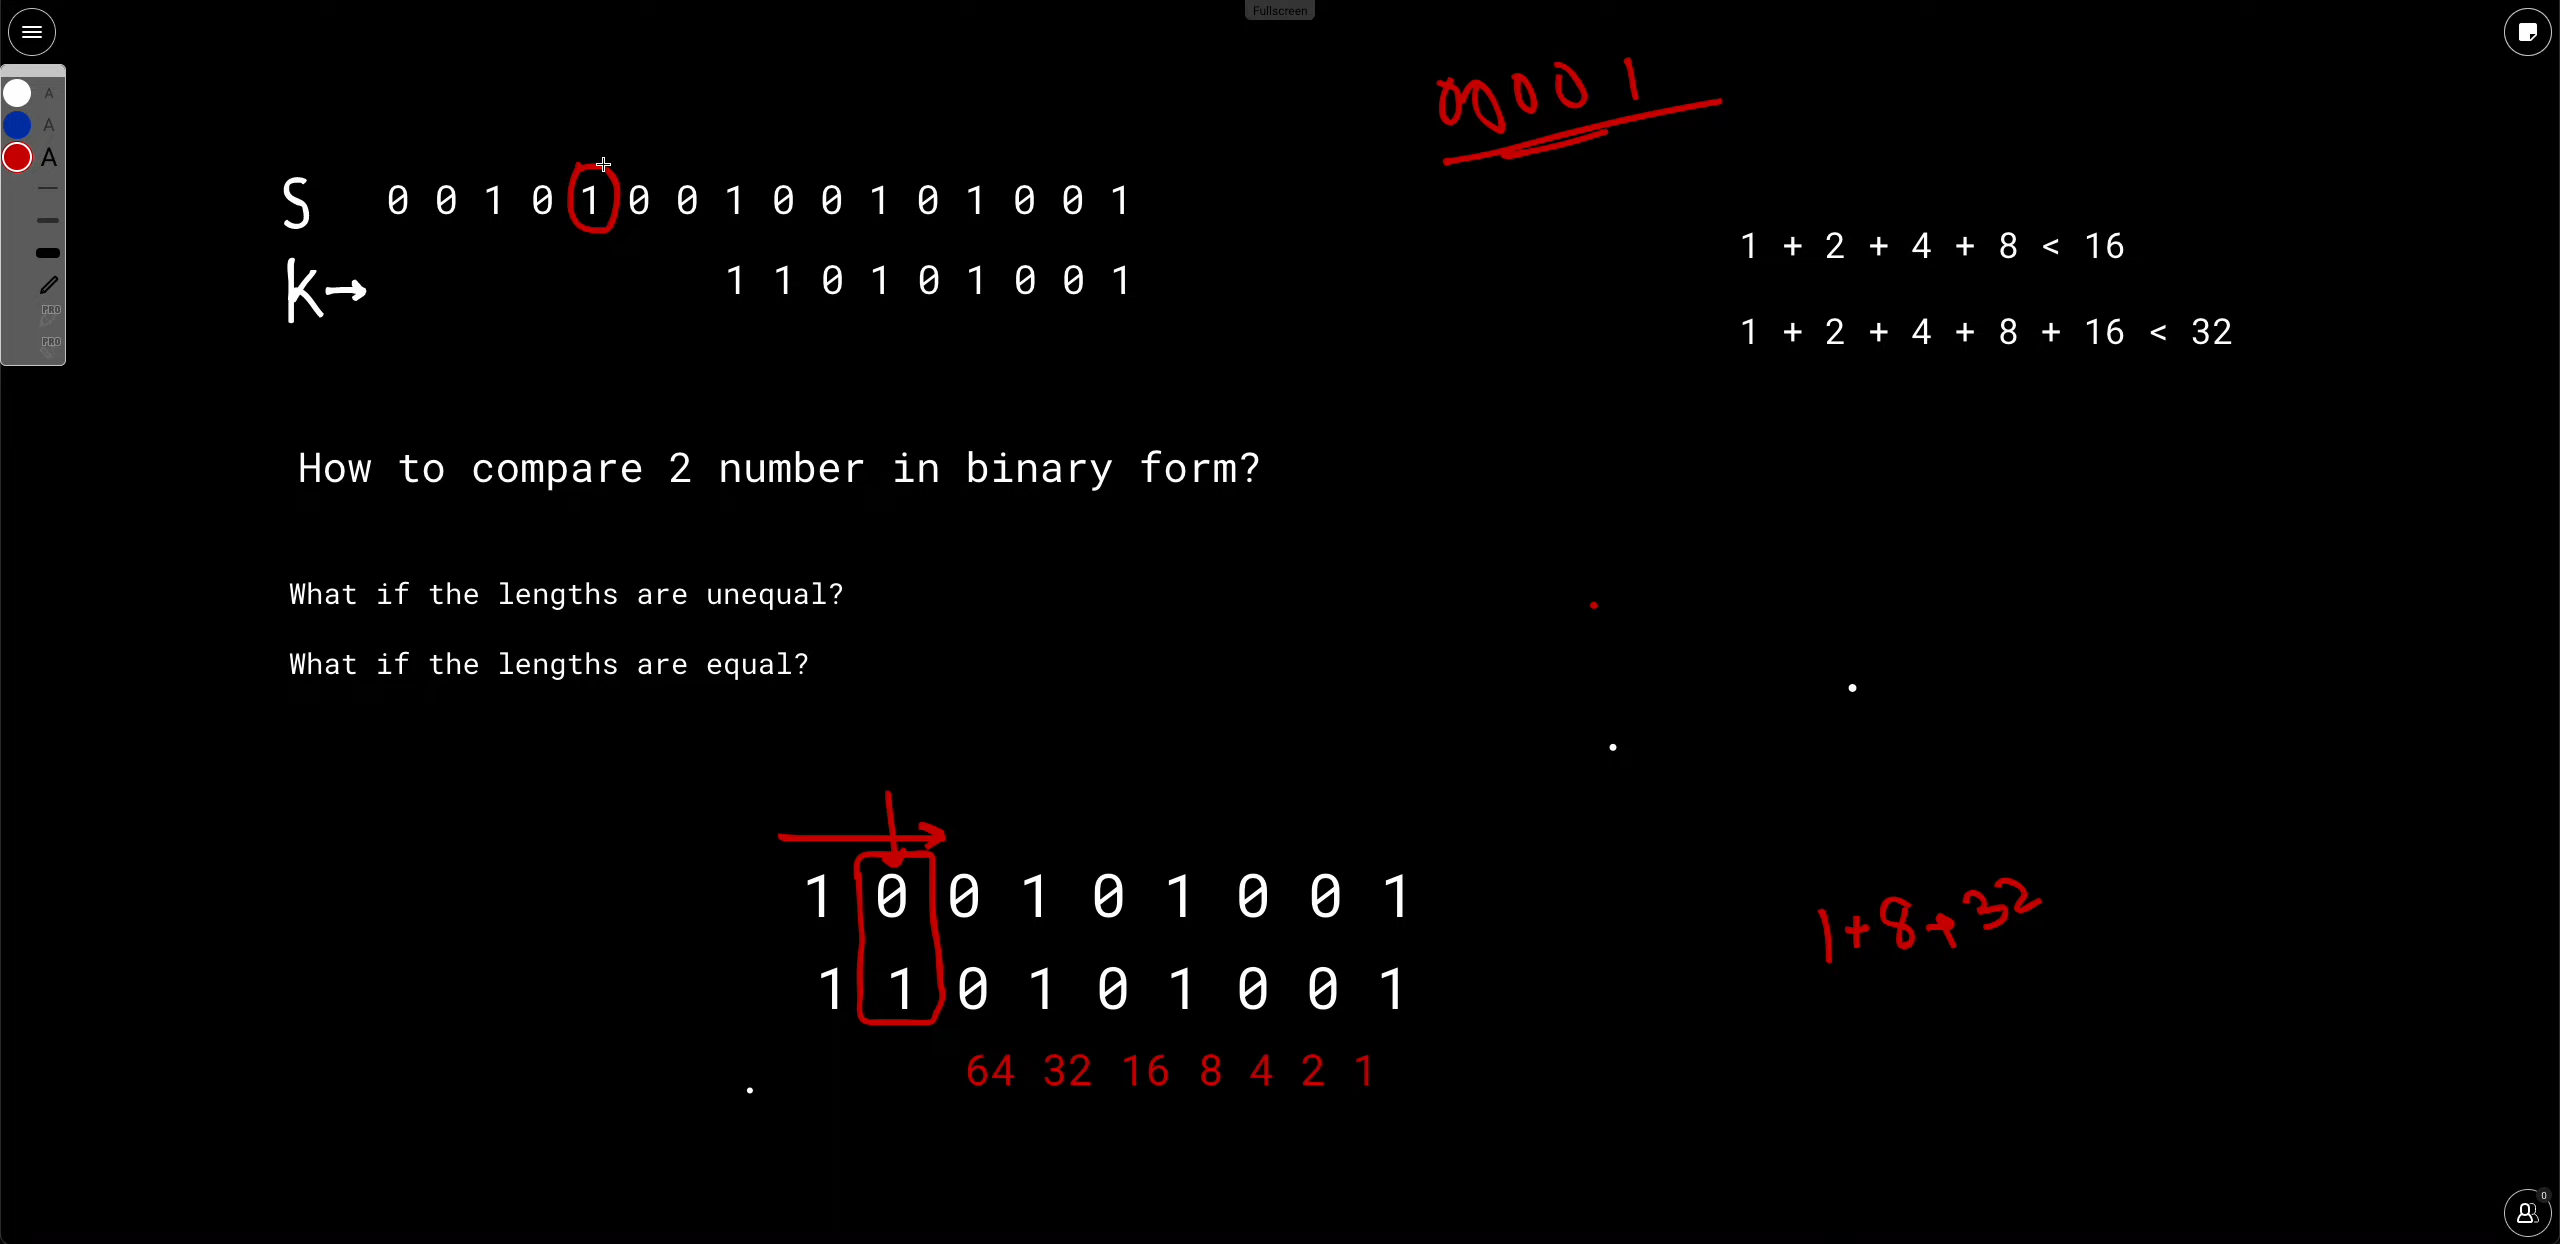 Fullscreen
A
A
A
PRO
PRO
1
S 0 0 1 0 1 0 0 1 0 0 1 0 1 0 0 1
1 + 2 + 4 + 8 < 16
K→ 1 1 0 1 0 1 0 0 1
1 + 2 + 4 + 8 + 16 < 32
How to compare 2 number in binary form?
What if the lengths are unequal?
What if the lengths are equal?
1 0 0 1 0 1 0 0 1
1+8+32
1 1 0 1 0 1 0 0 1
64 32 16 8 4 2 1
0